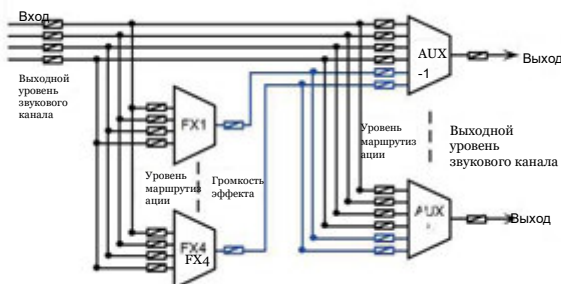 Вход
AUX
-1
Выход
Выходной
уровень
звукового
канала
FX1
Уровень
маршрутиз
ации
Громкость
эффекта
Уровень
маршрутиз
ации
Выходной
уровень
звукового канала
FX4
FX4
AUX
Выход